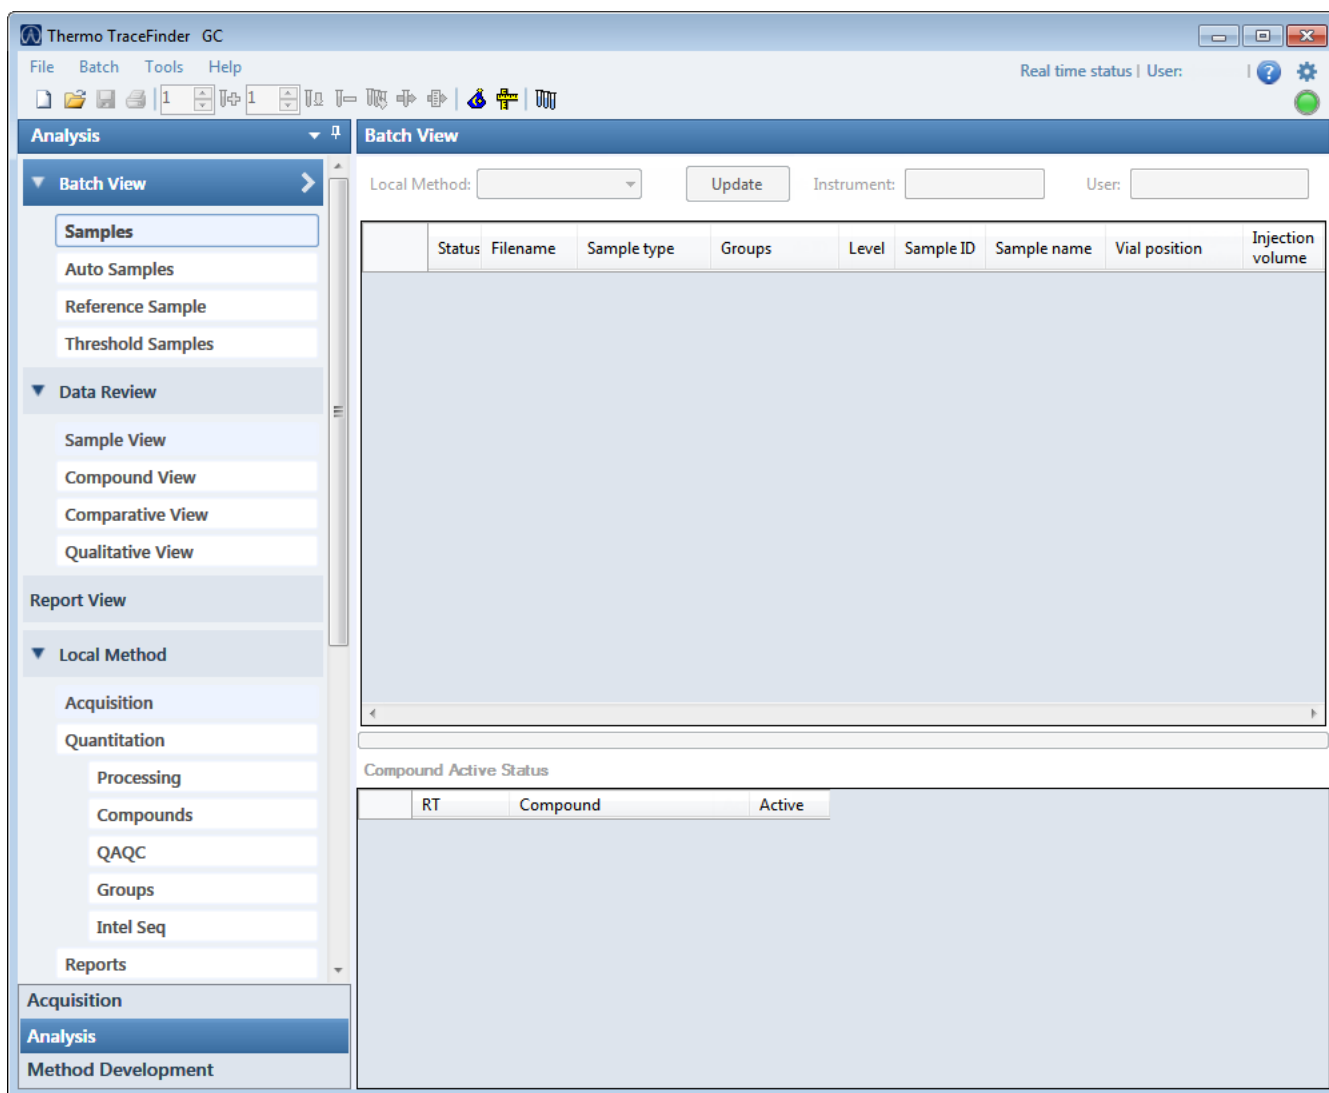 Thermo TraceFinder GC
File Batch Tools Help
Real time status | User: |
1 1
Analysis
Batch View
Batch View
Samples
Auto Samples
Reference Sample
Threshold Samples
Data Review
Sample View
Compound View
Comparative View
Qualitative View
Report View
Local Method
Acquisition
Quantitation
Processing
Compounds
QAQC
Groups
Intel Seq
Reports
Acquisition
Analysis
Method Development
Local Method: Update Instrument: User:
Status Filename Sample type Groups Level Sample ID Sample name Vial position Injection volume
Compound Active Status
RT Compound Active